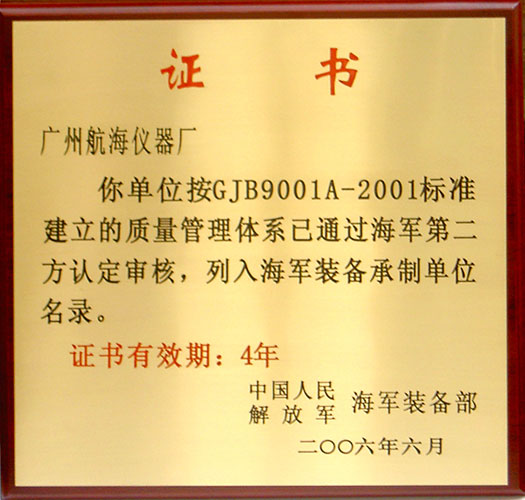 证 书
广州航海仪器厂
你单位按GJB9001A-2001标准
建立的质量管理体系已通过海军第二
方认定审核，列入海军装备承制单位
名录。
证书有效期：4年
中国人民
解放军 海军装备部
二〇〇六年六月